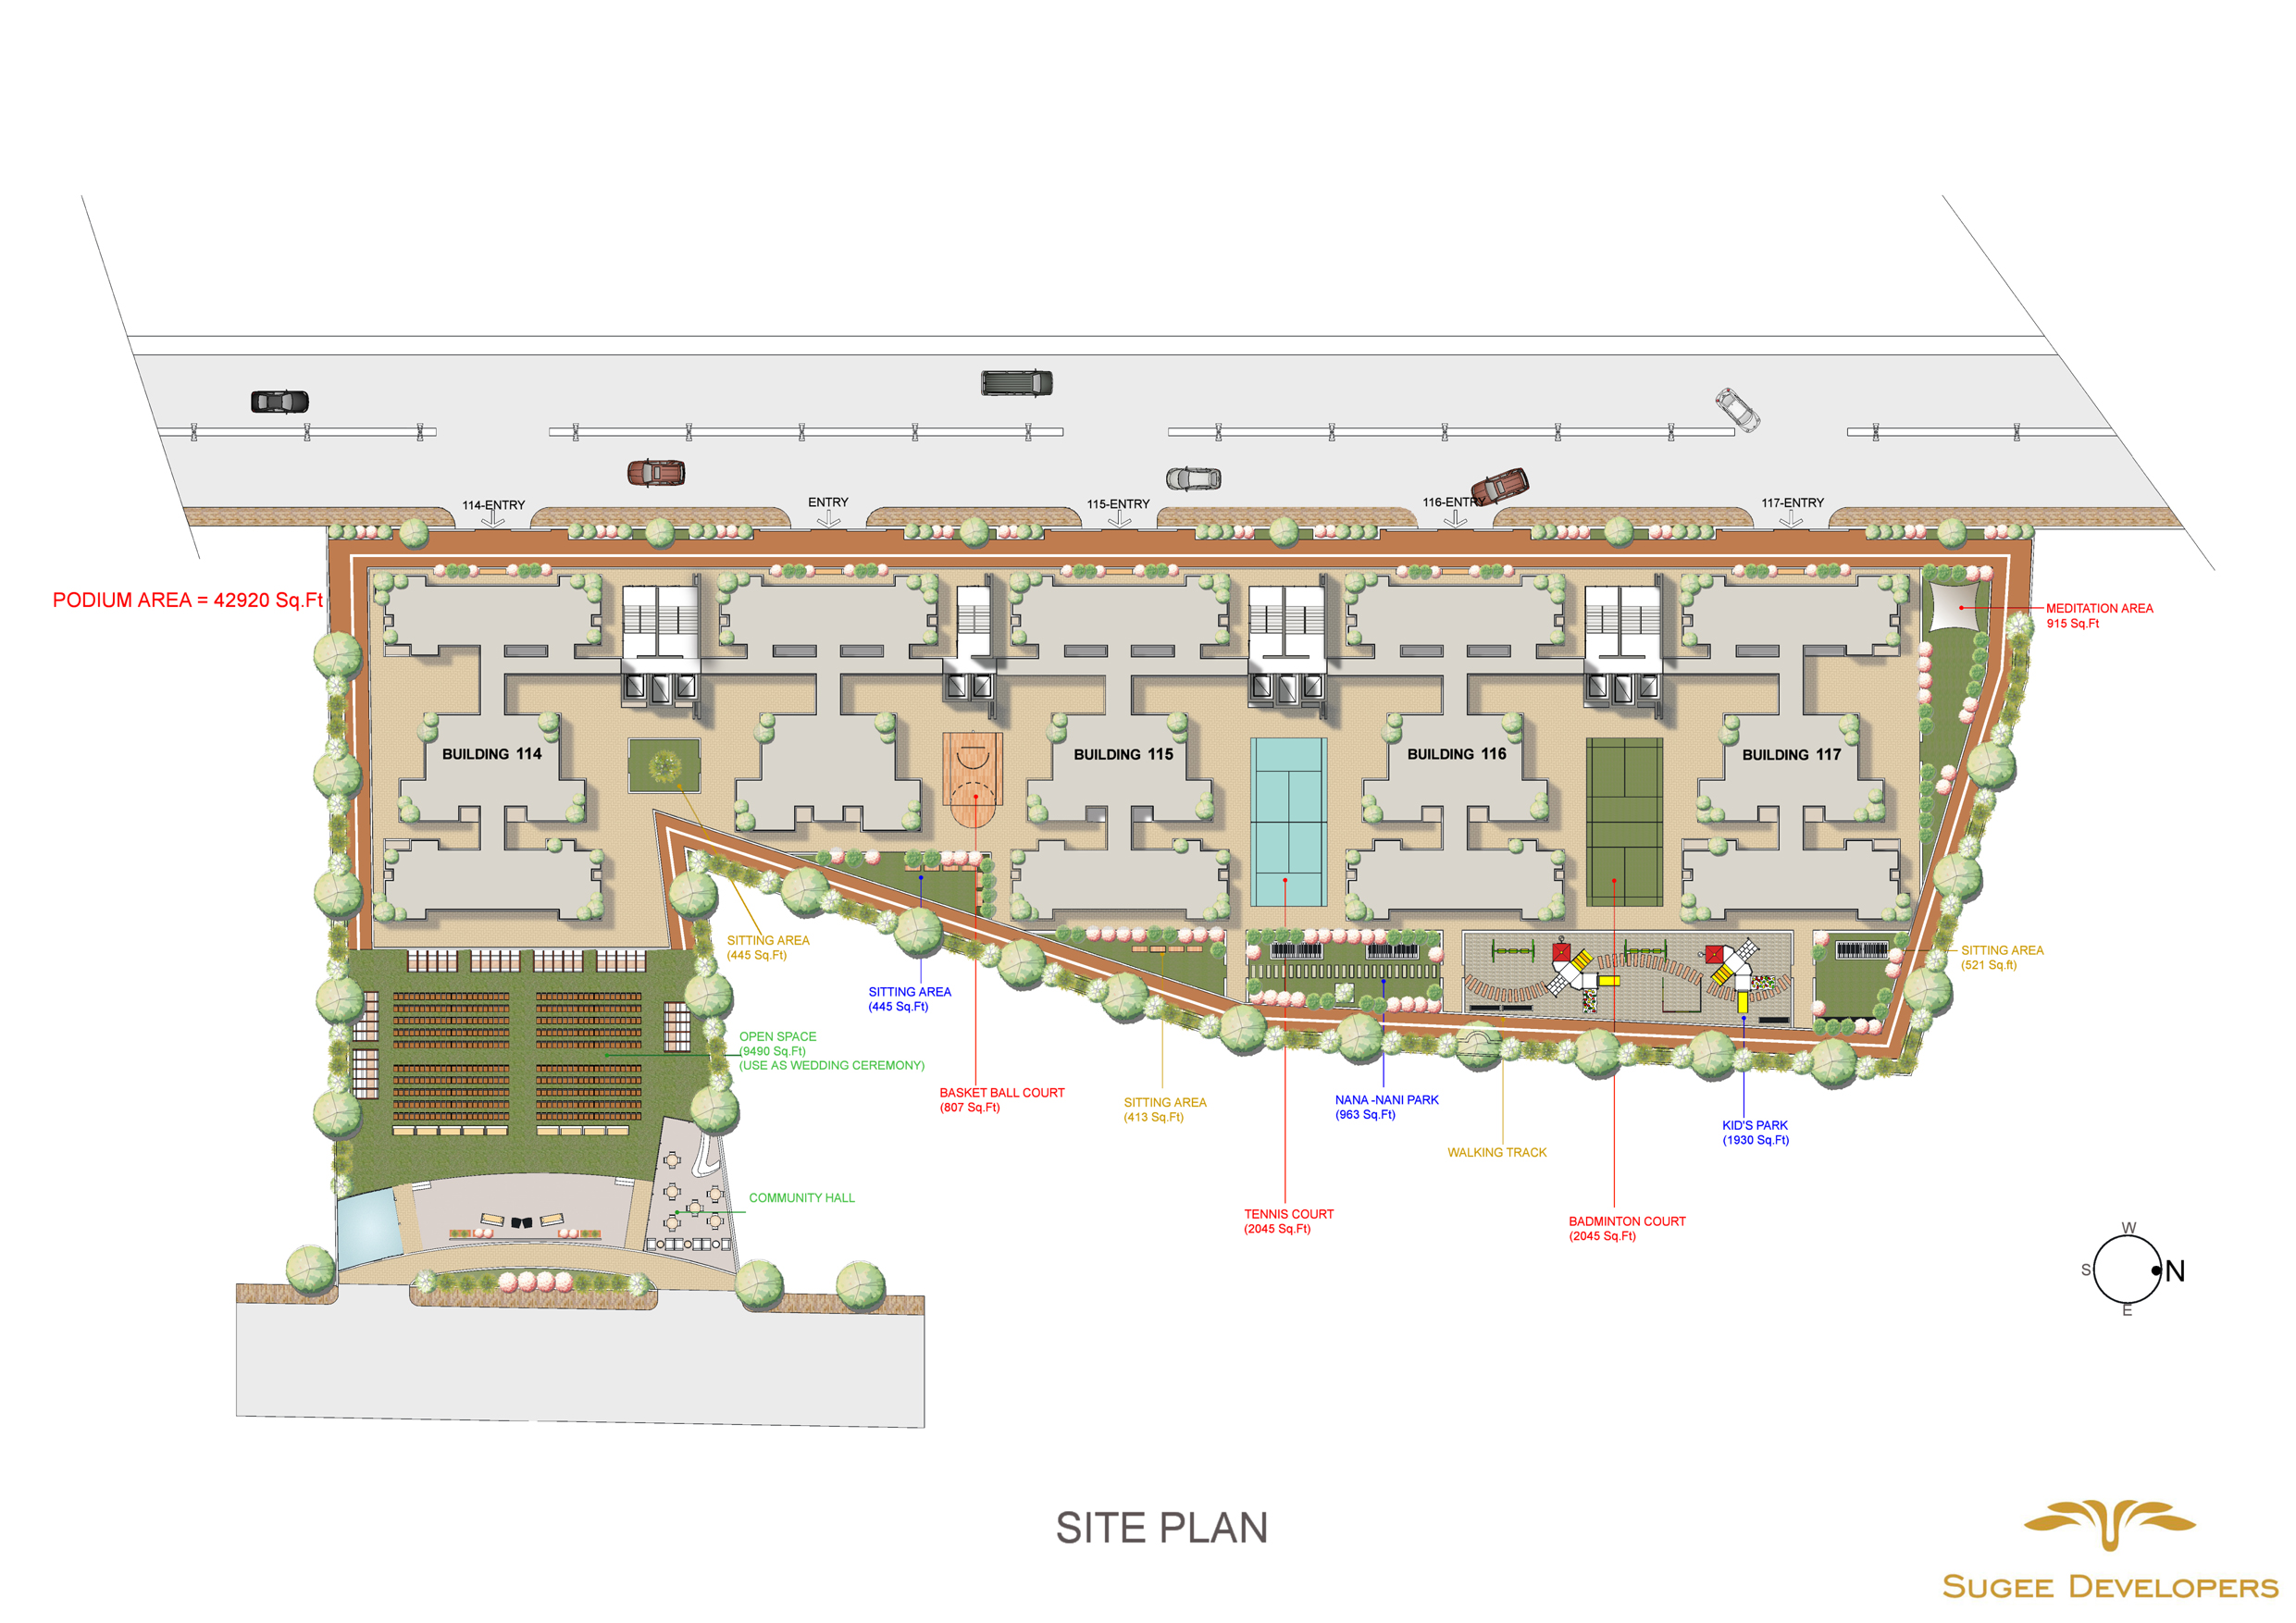 114-ENTRY
ENTRY
115-ENTRY
116-ENTRY
117-ENTRY
PODIUM AREA = 42920 Sq.Ft
MEDITATION AREA
915 Sq.Ft
BUILDING 114
BUILDING 115
BUILDING 116
BUILDING 117
SITTING AREA
(445 Sq.Ft)
SITTING AREA
(521 Sq.ft)
SITTING AREA
(445 Sq.Ft)
OPEN SPACE
(9490 Sq.Ft)
(USE AS WEDDING CEREMONY)
BASKET BALL COURT
(807 Sq.Ft)
SITTING AREA
(413 Sq.Ft)
NANA -NANI PARK
(963 Sq.Ft)
KID'S PARK
(1930 Sq.Ft)
WALKING TRACK
COMMUNITY HALL
TENNIS COURT
(2045 Sq.Ft)
BADMINTON COURT
(2045 Sq.Ft)
W
S
N
E
SITE PLAN
SUGEE DEVELOPERS